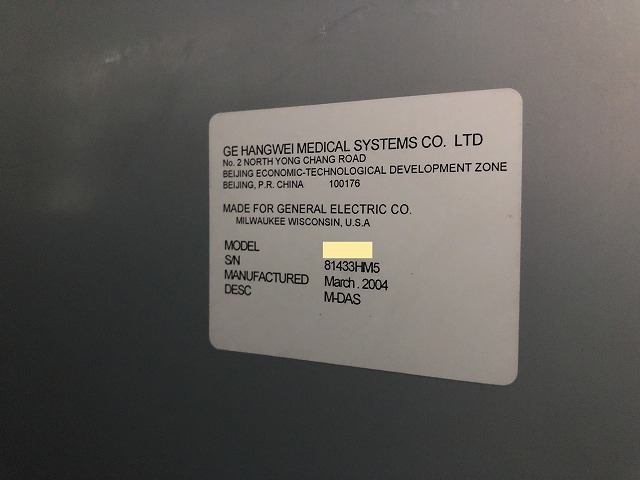 GE HANGWEI MEDICAL SYSTEMS CO. LTD
No. 2 NORTH YONG CHANG ROAD
BEIJING ECONOMIC-TECHNOLOGICAL DEVELOPMENT ZONE
BEIJING, P.R. CHINA 100176
MADE FOR GENERAL ELECTRIC CO.
MILWAUKEE WISCONSIN, U.S.A
MODEL
S/N 81433HM5
MANUFACTURED March . 2004
DESC M-DAS